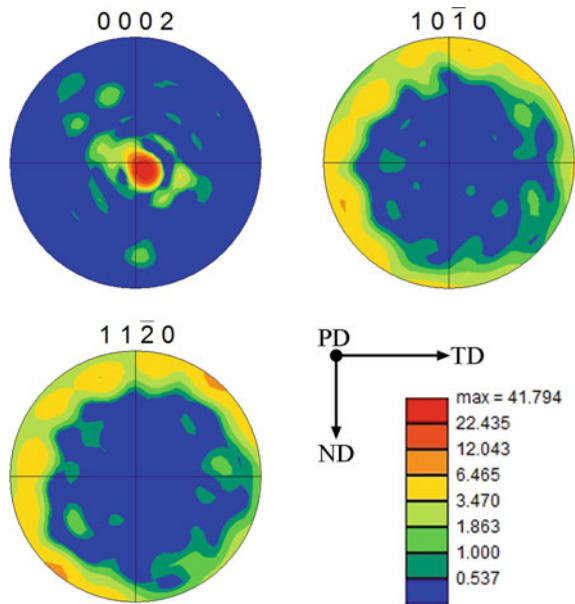 0 0 0 2
1 0 1̅ 0
1 1 2̅ 0
PD
TD
ND
max = 41.794
22.435
12.043
6.465
3.470
1.863
1.000
0.537